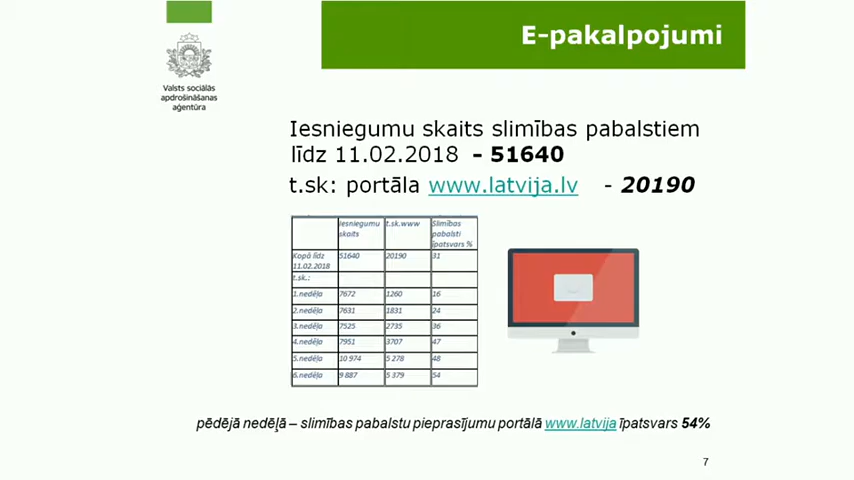 E-pakalpojumi
Valsts sociālās
apdrošināšanas
aģentūra
Iesniegumu skaits slimības pabalstiem
līdz 11.02.2018 - 51640
t.sk: portāla www.latvija.lv - 20190
Iesniegumu skaits t.sk.www Slimības pabalsti īpatsvars %
Kopā līdz 11.02.2018 51640 20190 31
t.sk.:
1.nedēļa 7672 1260 16
2.nedēļa 7631 1831 24
3.nedēļa 7525 2735 36
4.nedēļa 7951 3707 47
5.nedēļa 10 974 5 278 48
6.nedēļa 9 887 5 379 54
pēdējā nedēļā – slimības pabalstu pieprasījumu portālā www.latvija īpatsvars 54%
7